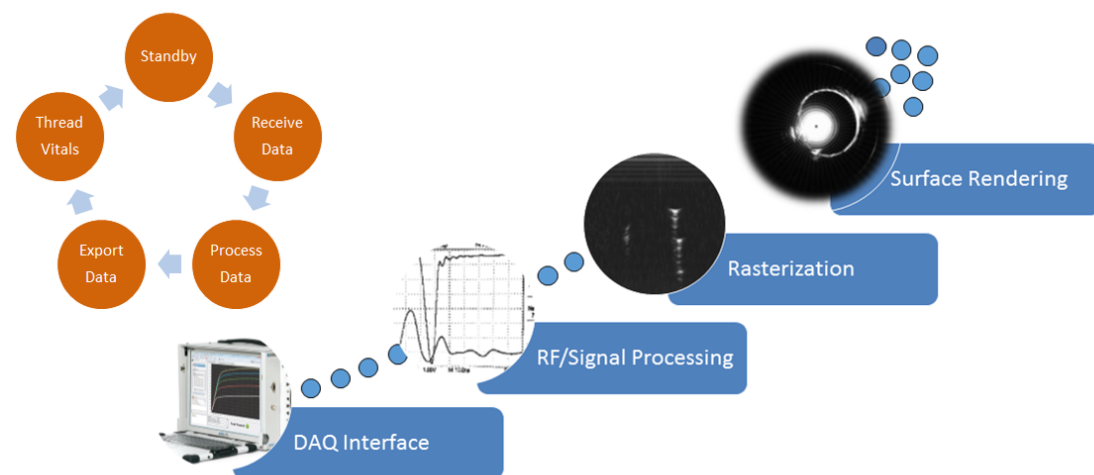 Standby
Receive
Data
Process
Data
Export
Data
Thread
Vitals
Surface Rendering
Rasterization
RF/Signal Processing
DAQ Interface